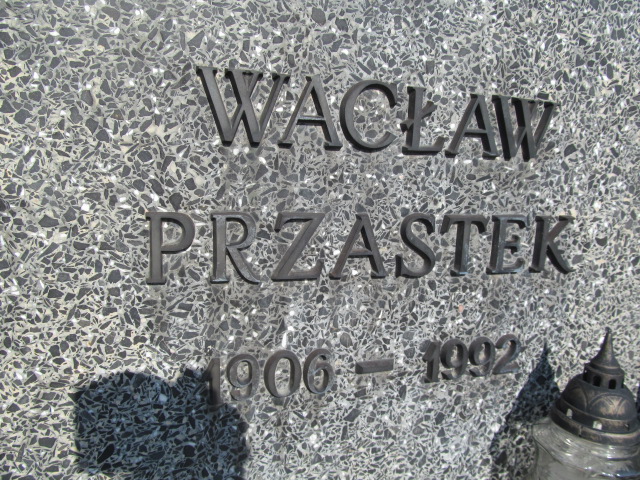 WACŁAW
PRZASTEK
1906 – 1992